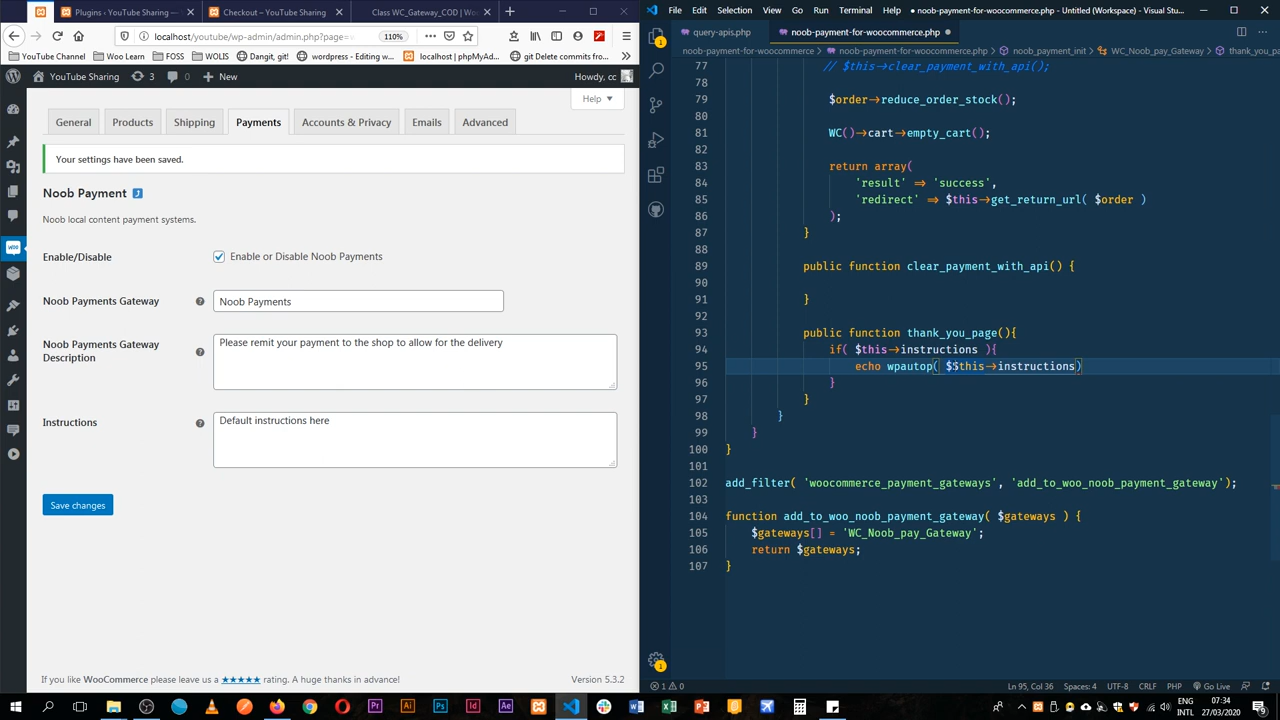 Plugins ‹ YouTube Sharing —
Checkout – YouTube Sharing
Class WC_Gateway_COD | W
localhost/youtube/wp-admin/admin.php?page=
110%
YouTube Channel
Woo Learn
FOSS
WOLIS
Dangit, git!
wordpress - Editing w
localhost | phpMyAd
git Delete commits fro
YouTube Sharing
3
0
New
Howdy, cc
Help
General
Products
Shipping
Payments
Accounts & Privacy
Emails
Advanced
Your settings have been saved.
Noob Payment
Noob local content payment systems.
Enable/Disable
Enable or Disable Noob Payments
Noob Payments Gateway
Noob Payments
Noob Payments Gateway
Description
Please remit your payment to the shop to allow for the delivery
Instructions
Default instructions here
Save changes
If you like WooCommerce please leave us a ★★★★★ rating. A huge thanks in advance!
Version 5.3.2
File Edit Selection View Go Run Terminal Help
● noob-payment-for-woocommerce.php - Untitled (Workspace) - Visual Stu...
query-apis.php
noob-payment-for-woocommerce.php ●
noob-payment-for-woocommerce > noob-payment-for-woocommerce.php > noob_payment_init > WC_Noob_pay_Gateway > thank_you_pa
77 // $this->clear_payment_with_api();
78
79 $order->reduce_order_stock();
80
81 WC()->cart->empty_cart();
82
83 return array(
84 'result' => 'success',
85 'redirect' => $this->get_return_url( $order )
86 );
87 }
88
89 public function clear_payment_with_api() {
90
91 }
92
93 public function thank_you_page(){
94 if( $this->instructions ){
95 echo wpautop( $$this->instructions)
96 }
97 }
98 }
99 }
100 }
101
102 add_filter( 'woocommerce_payment_gateways', 'add_to_woo_noob_payment_gateway');
103
104 function add_to_woo_noob_payment_gateway( $gateways ) {
105 $gateways[] = 'WC_Noob_pay_Gateway';
106 return $gateways;
107 }
1
1
1 0
Ln 95, Col 36
Spaces: 4
UTF-8
CRLF
PHP
Go Live
ENG
INTL
07:34
27/03/2020